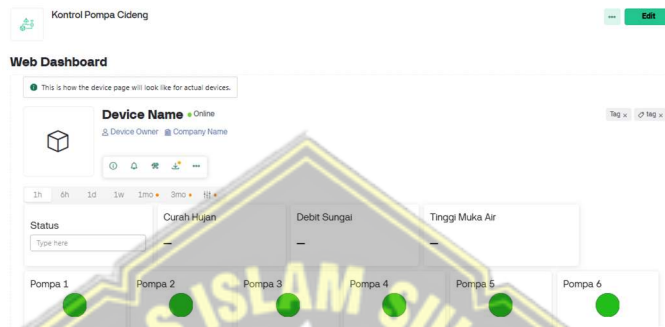 Kontrol Pompa Cideng
Edit
Web Dashboard
This is how the device page will look like for actual devices.
Device Name Online
Tag × tag ×
Device Owner Company Name
1h 6h 1d 1w 1mo 3mo
Status
Curah Hujan
Debit Sungai
Tinggi Muka Air
Type here
– – –
Pompa 1 Pompa 2 Pompa 3 Pompa 4 Pompa 5 Pompa 6
S ISLAM SU